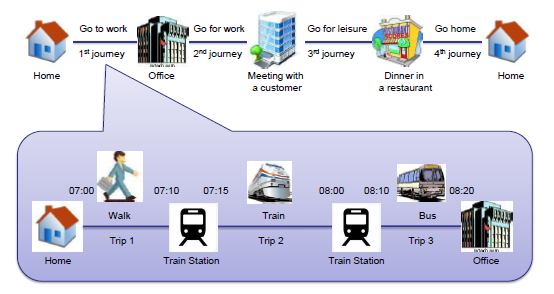 Go to work
Go for work
Go for leisure
Go home
1st journey
2nd journey
3rd journey
4th journey
Home
Office
Meeting with
a customer
Dinner in
a restaurant
Home
07:00
07:10
07:15
08:00
08:10
08:20
Walk
Train
Bus
Trip 1
Trip 2
Trip 3
Home
Train Station
Train Station
Office